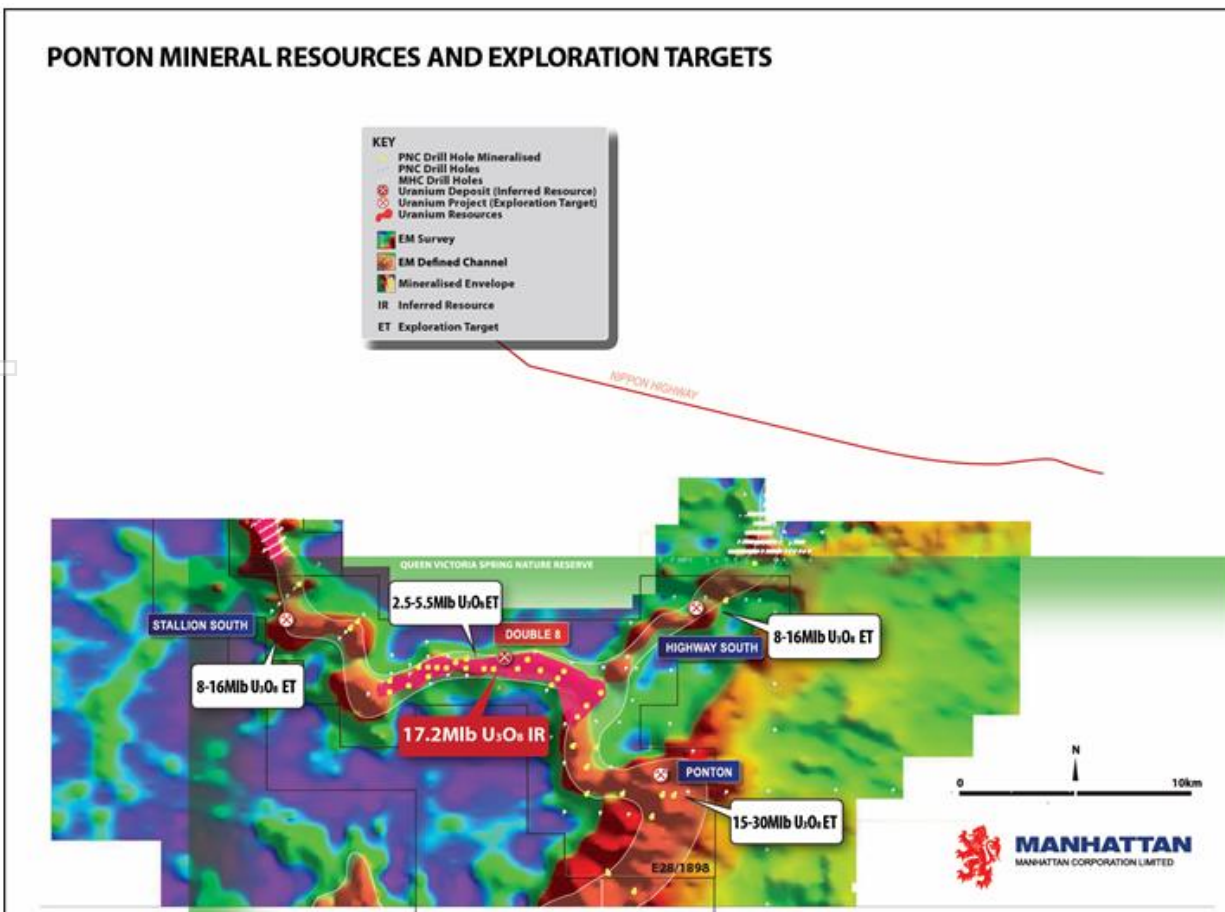 PONTON MINERAL RESOURCES AND EXPLORATION TARGETS
KEY
PNC Drill Hole Mineralised
PNC Drill Holes
MHC Drill Holes
Uranium Deposit (Inferred Resource)
Uranium Project (Exploration Target)
Uranium Resources
EM Survey
EM Defined Channel
Mineralised Envelope
IR Inferred Resource
ET Exploration Target
NIPPON HIGHWAY
QUEEN VICTORIA SPRING NATURE RESERVE
2.5-5.5Mlb U₃O₈ ET
STALLION SOUTH
DOUBLE 8
8-16Mlb U₃O₈ ET
HIGHWAY SOUTH
8-16Mlb U₃O₈ ET
17.2Mlb U₃O₈ IR
PONTON
N
0 10km
15-30Mlb U₃O₈ ET
E28/1898
MANHATTAN
MANHATTAN CORPORATION LIMITED